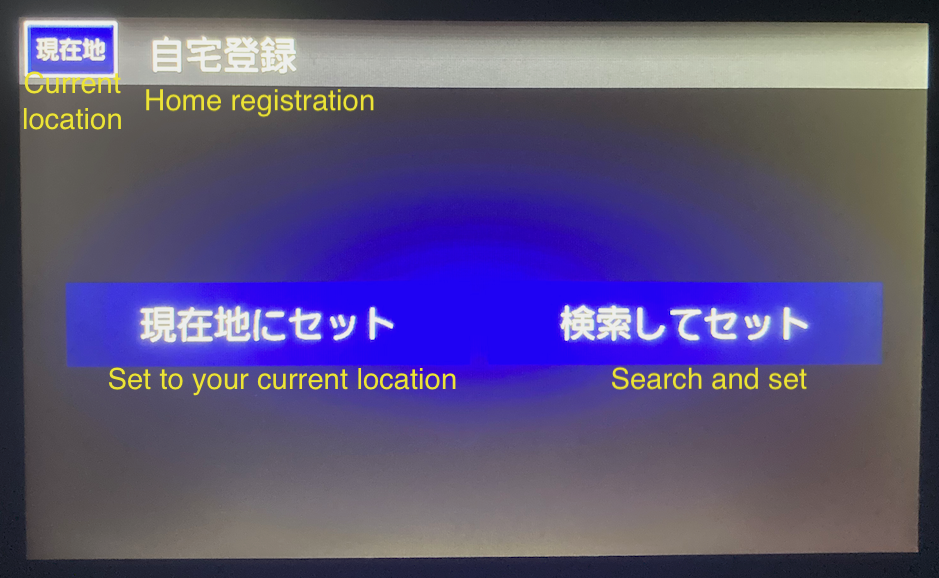 現在地
自宅登録
Current
location
Home registration
現在地にセット
検索してセット
Set to your current location
Search and set